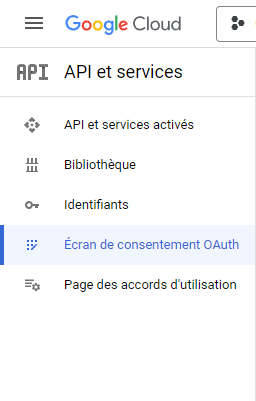 Google Cloud
API API et services
API et services activés
Bibliothèque
Identifiants
Écran de consentement OAuth
Page des accords d'utilisation